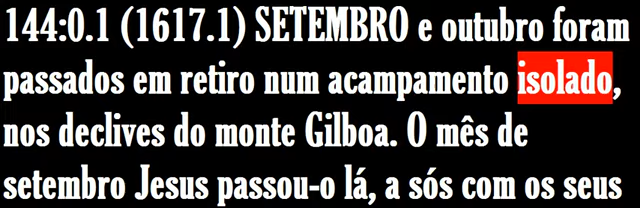 144:0.1 (1617.1) SETEMBRO e outubro foram
passados em retiro num acampamento isolado,
nos declives do monte Gilboa. O mês de
setembro Jesus passou-o lá, a sós com os seus